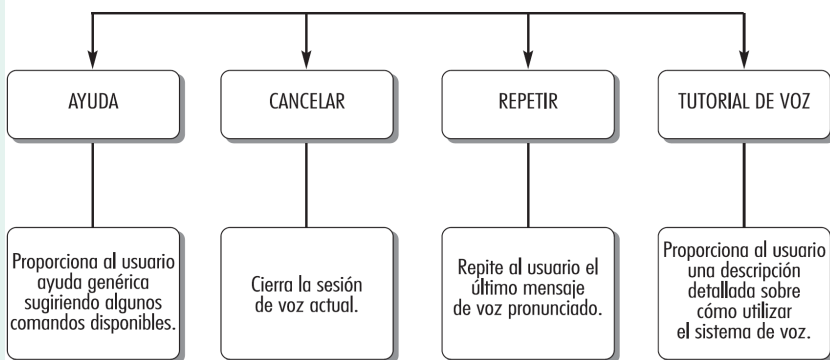 AYUDA
CANCELAR
REPETIR
TUTORIAL DE VOZ
Proporciona al usuario
ayuda genérica
sugiriendo algunos
comandos disponibles.
Cierra la sesión
de voz actual.
Repite al usuario el
último mensaje
de voz pronunciado.
Proporciona al usuario
una descripción
detallada sobre
cómo utilizar
el sistema de voz.